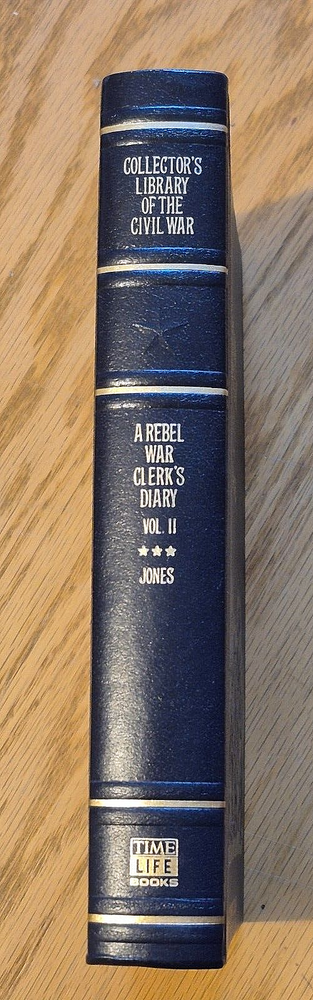 COLLECTOR'S
LIBRARY
OF THE
CIVIL WAR
A REBEL
WAR
CLERK'S
DIARY
VOL. II
★★★
JONES
TIME
LIFE
BOOKS